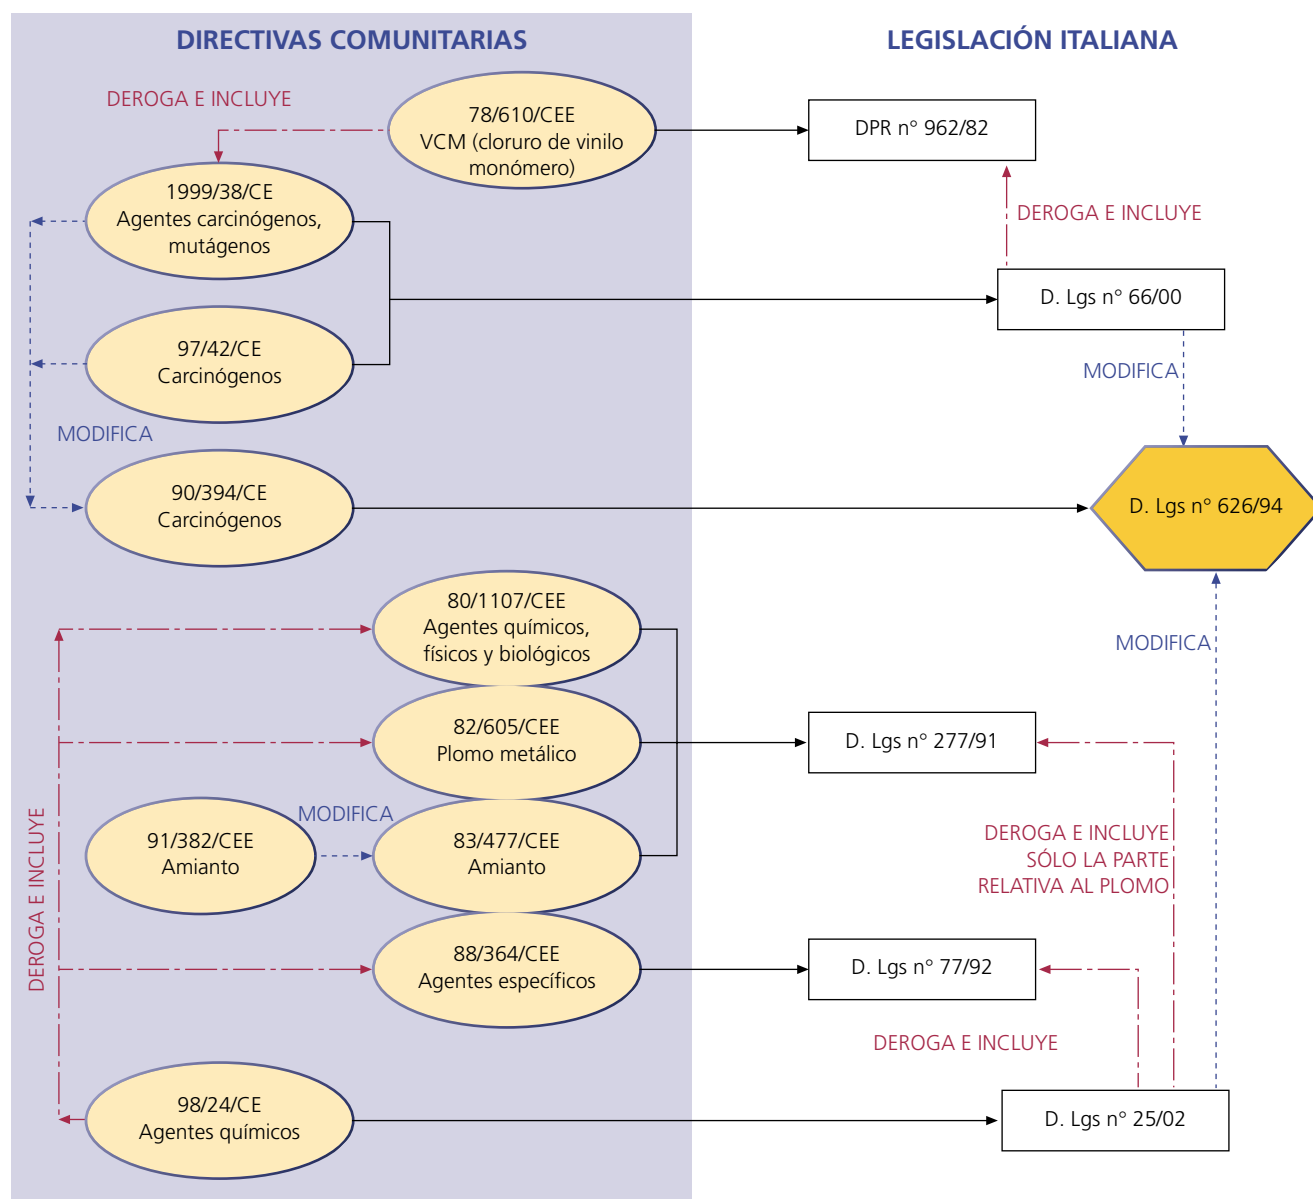 DIRECTIVAS COMUNITARIAS
LEGISLACIÓN ITALIANA
DEROGA E INCLUYE
78/610/CEE
VCM (cloruro de vinilo
monómero)
DPR n° 962/82
1999/38/CE
Agentes carcinógenos,
mutágenos
DEROGA E INCLUYE
D. Lgs n° 66/00
97/42/CE
Carcinógenos
MODIFICA
MODIFICA
90/394/CE
Carcinógenos
D. Lgs n° 626/94
80/1107/CEE
Agentes químicos,
físicos y biológicos
MODIFICA
82/605/CEE
Plomo metálico
D. Lgs n° 277/91
MODIFICA
91/382/CEE
Amianto
83/477/CEE
Amianto
DEROGA E INCLUYE
SÓLO LA PARTE
RELATIVA AL PLOMO
DEROGA E INCLUYE
88/364/CEE
Agentes específicos
D. Lgs n° 77/92
DEROGA E INCLUYE
98/24/CE
Agentes químicos
D. Lgs n° 25/02